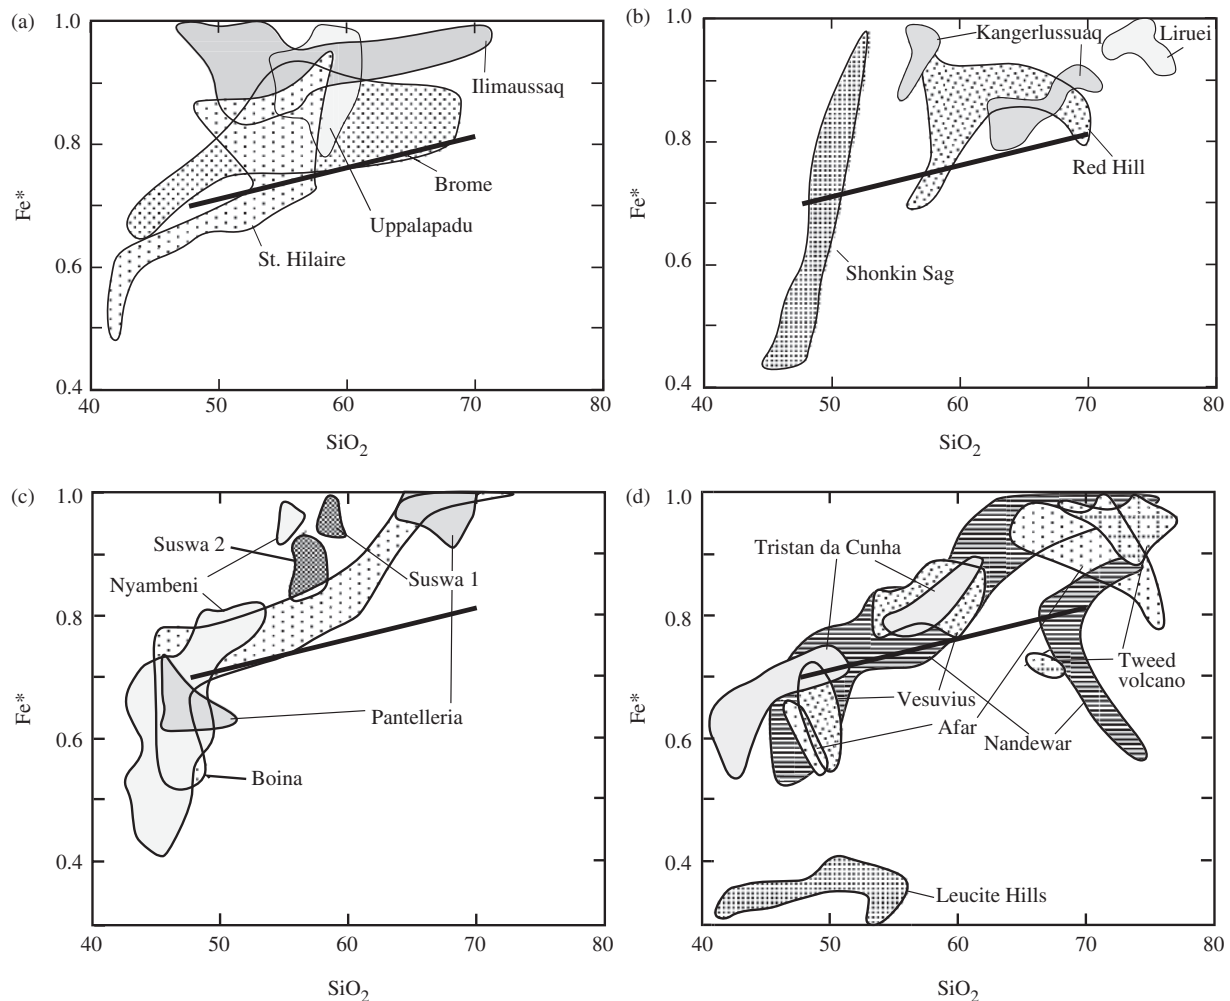 (a)
1.0
0.8
0.6
0.4
Fe*
40
50
60
70
80
SiO2
Ilimaussaq
Brome
Uppalapadu
St. Hilaire
(b)
1.0
0.8
0.6
0.4
Fe*
40
50
60
70
80
SiO2
Kangerlussuaq
Liruei
Red Hill
Shonkin Sag
(c)
1.0
0.8
0.6
0.4
Fe*
40
50
60
70
80
SiO2
Suswa 2
Nyambeni
Suswa 1
Pantelleria
Boina
(d)
1.0
0.8
0.6
0.4
Fe*
40
50
60
70
80
SiO2
Tristan da Cunha
Tweed
volcano
Vesuvius
Afar
Nandewar
Leucite Hills